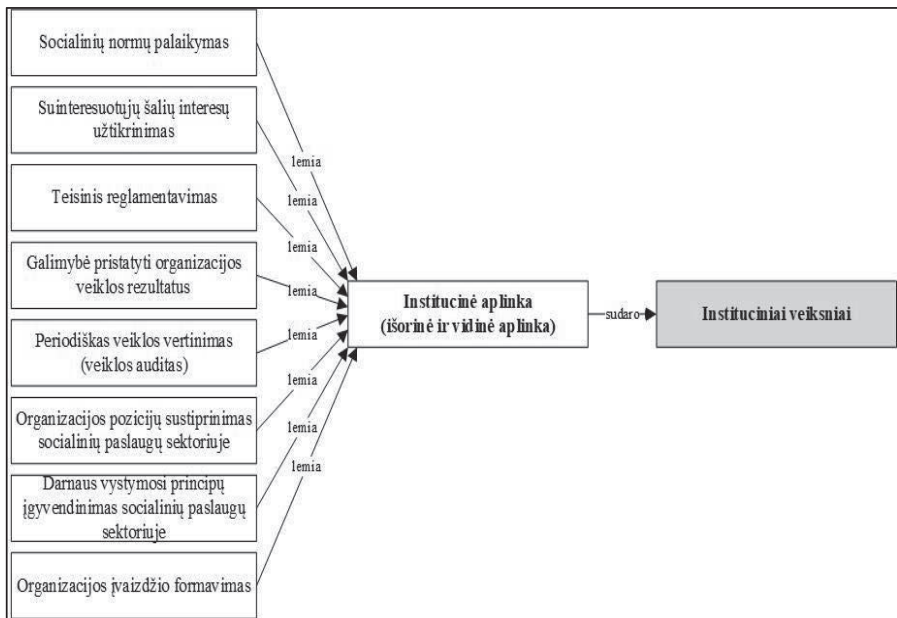 Socialinių normų palaikymas
Suinteresuotųjų šalių interesų
užtikrinimas
Teisinis reglamentavimas
Galimybė pristatyti organizacijos
veiklos rezultatus
Periodiškas veiklos vertinimas
(veiklos auditas)
Organizacijos pozicijų sustiprinimas
socialinių paslaugų sektoriuje
Darnaus vystymosi principų
įgyvendinimas socialinių paslaugų
sektoriuje
Organizacijos įvaizdžio formavimas
lemia
lemia
lemia
lemia
lemia
lemia
lemia
lemia
Institucinė aplinka
(išorinė ir vidinė aplinka)
sudaro
Instituciniai veiksniai